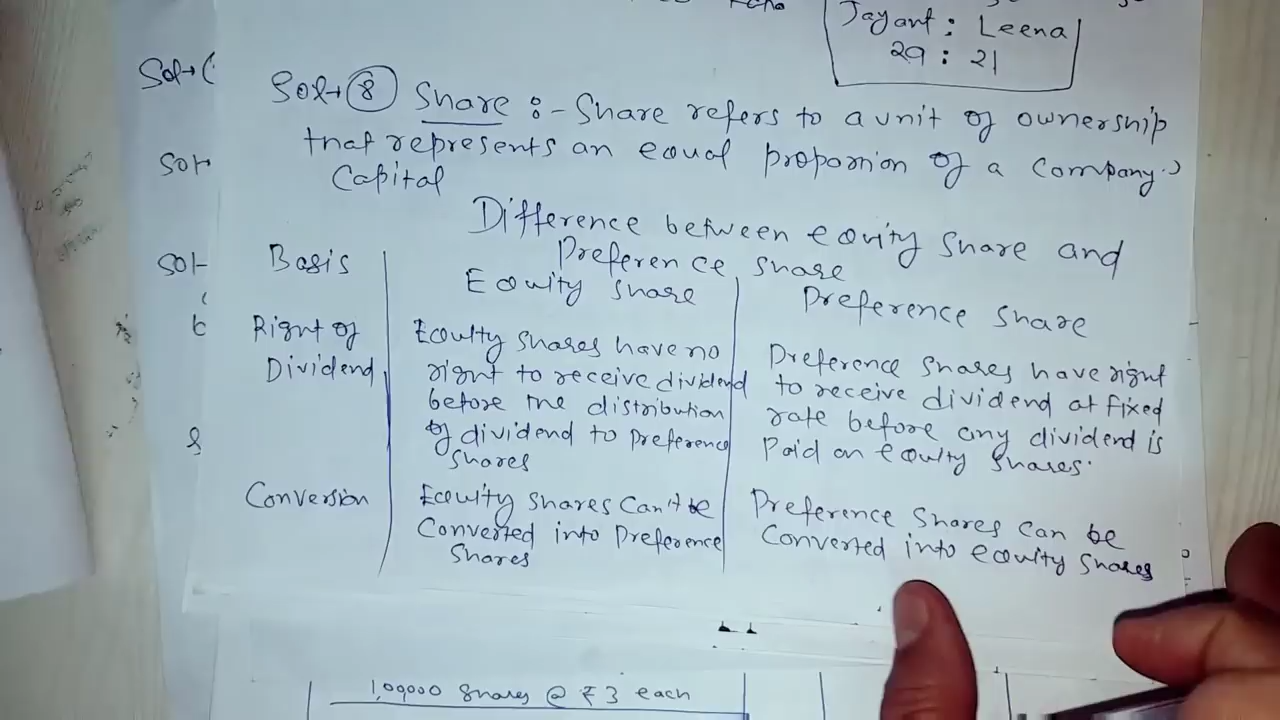 Jayant : Leena
29 : 21
Sol→(
Sol→
Sol-
Sol→ 8 Share :- Share refers to a unit of ownership
that represents an equal proportion of a Company's
Capital
Difference between equity share and
Preference share
Basis
Equity share
Preference share
Right of
Dividend
Equity shares have no
right to receive dividend
before the distribution
of dividend to preference
shares
Preference shares have right
to receive dividend at fixed
rate before any dividend is
Paid on equity shares.
Conversion
Equity shares Can't be
Converted into Preference
Shares
Preference Shares can be
Converted into equity shares
1,00000 Shares @ ₹3 each